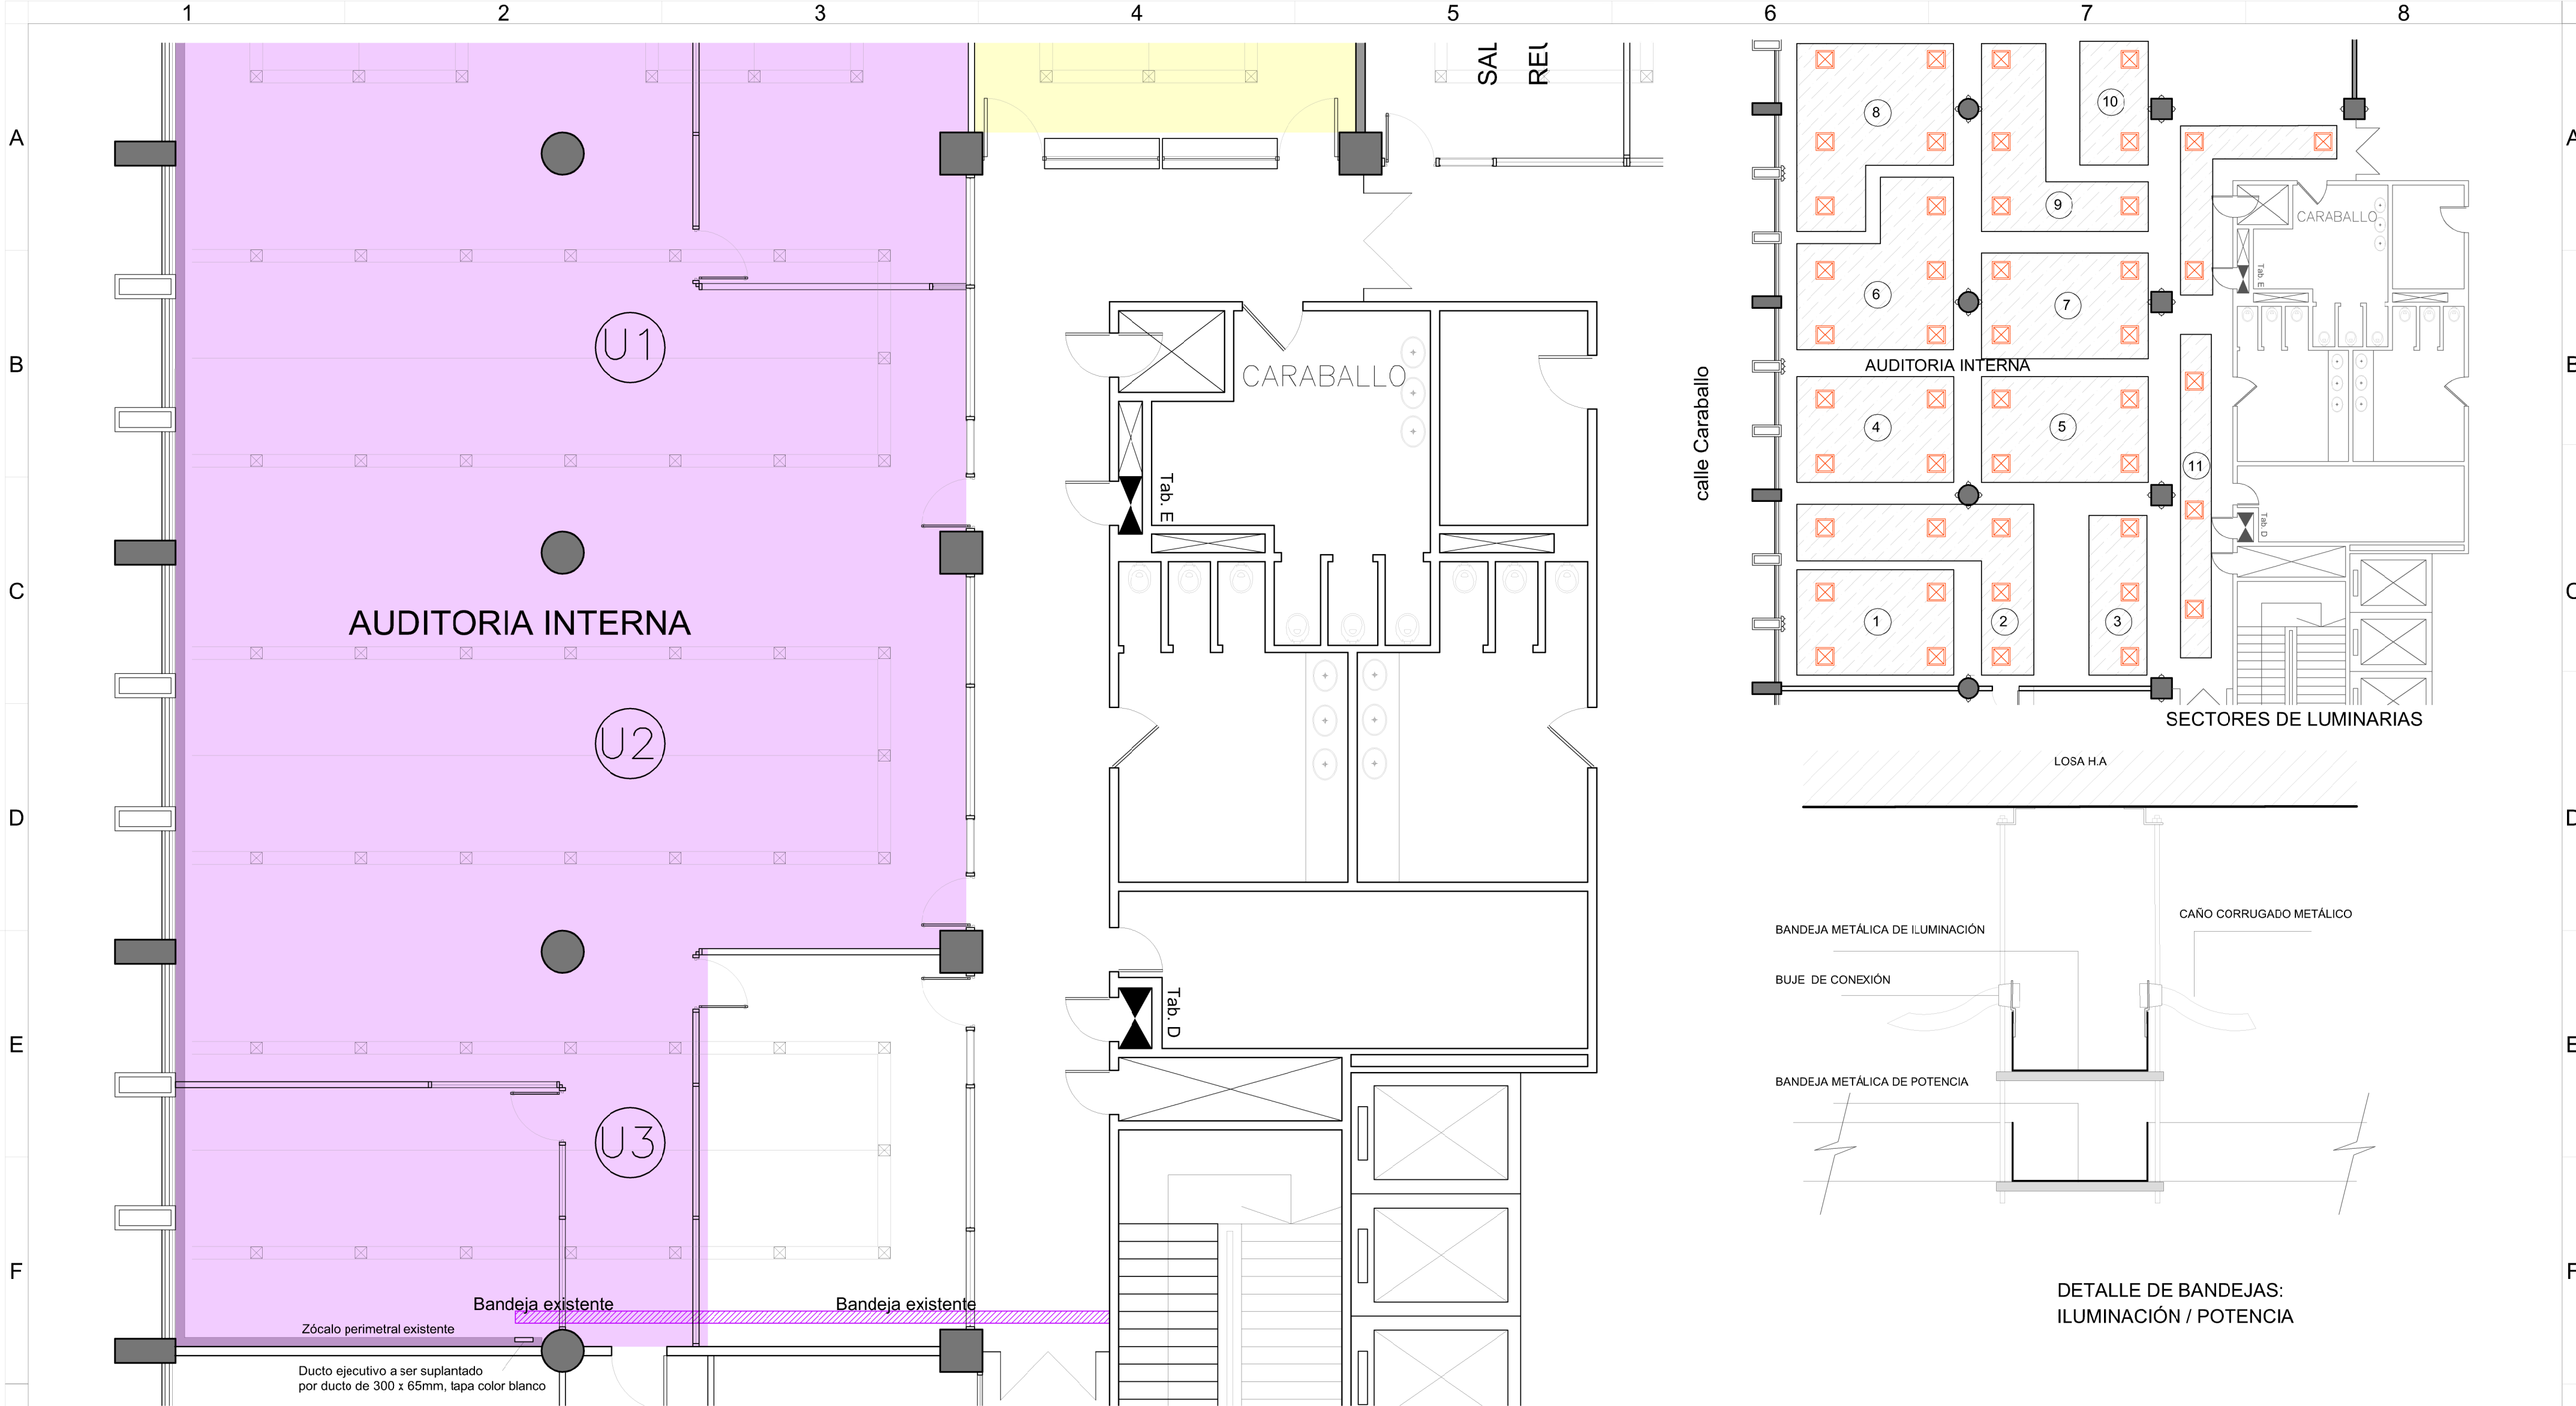 1 2 3 4 5 6 7 8
A
B
C
D
E
F
A
B
C
D
E
F
SAL
REU
U1
AUDITORIA INTERNA
U2
U3
CARABALLO
Tab. E
Tab. D
Bandeja existente
Bandeja existente
Zócalo perimetral existente
Ducto ejecutivo a ser suplantado
por ducto de 300 x 65mm, tapa color blanco
calle Caraballo
8
10
9
6
7
AUDITORIA INTERNA
4
5
11
1
2
3
CARABALLO
Tab. E
Tab. D
SECTORES DE LUMINARIAS
LOSA H.A
CAÑO CORRUGADO METÁLICO
BANDEJA METÁLICA DE ILUMINACIÓN
BUJE DE CONEXIÓN
BANDEJA METÁLICA DE POTENCIA
DETALLE DE BANDEJAS:
ILUMINACIÓN / POTENCIA